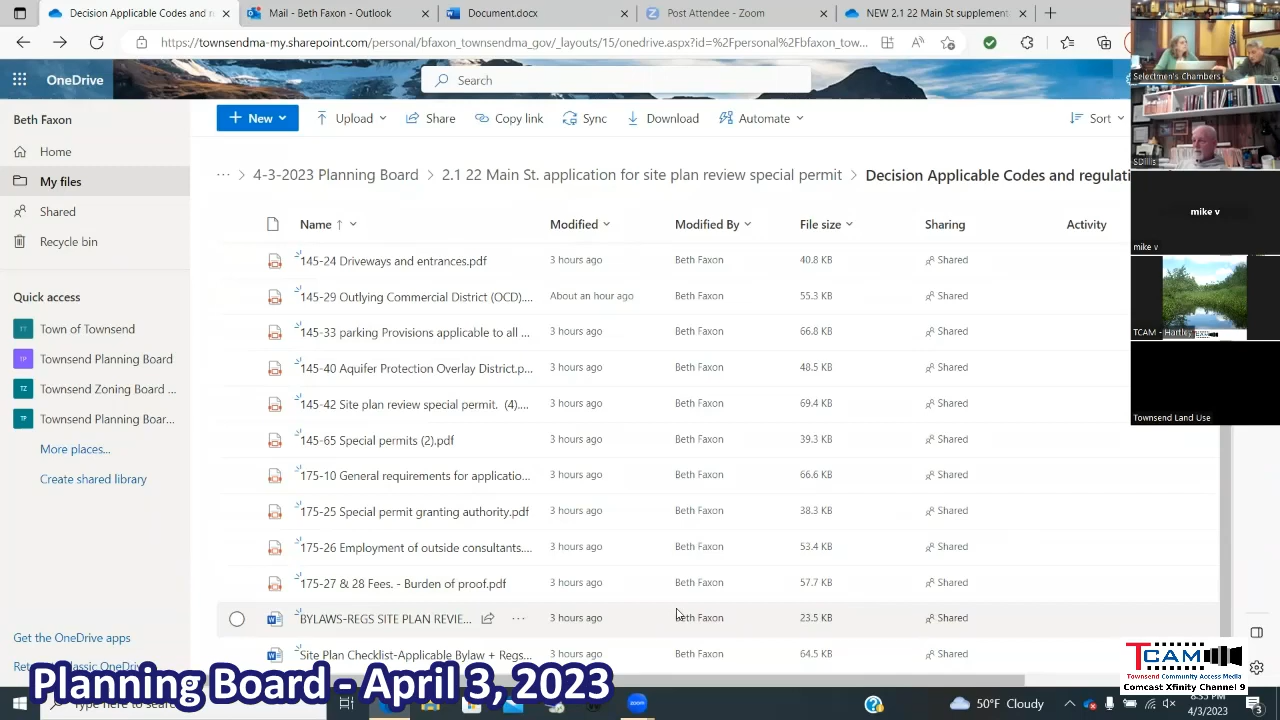 Decision Applicable Codes and r
Mail - Beth Faxon - Outlook
Document.docx
Post Attendee - Zoom
NEW 2.1 22 Main St supplement
https://townsendma-my.sharepoint.com/personal/bfaxon_townsendma_gov/_layouts/15/onedrive.aspx?id=%2Fpersonal%2Fbfaxon_tow...
OneDrive
Search
Beth Faxon
New
Upload
Share
Copy link
Sync
Download
Automate
Sort
Home
My files
Shared
Recycle bin
Quick access
TT Town of Townsend
TP Townsend Planning Board
TZ Townsend Zoning Board ...
TP Townsend Planning Boar...
More places...
Create shared library
Get the OneDrive apps
··· > 4-3-2023 Planning Board > 2.1 22 Main St. application for site plan review special permit > Decision Applicable Codes and regulati
Name Modified Modified By File size Sharing Activity
145-24 Driveways and entrances.pdf 3 hours ago Beth Faxon 40.8 KB Shared
145-29 Outlying Commercial District (OCD).... About an hour ago Beth Faxon 55.3 KB Shared
145-33 parking Provisions applicable to all ... 3 hours ago Beth Faxon 66.8 KB Shared
145-40 Aquifer Protection Overlay District.p... 3 hours ago Beth Faxon 48.5 KB Shared
145-42 Site plan review special permit. (4).... 3 hours ago Beth Faxon 69.4 KB Shared
145-65 Special permits (2).pdf 3 hours ago Beth Faxon 39.3 KB Shared
175-10 General requirements for applicatio... 3 hours ago Beth Faxon 66.6 KB Shared
175-25 Special permit granting authority.pdf 3 hours ago Beth Faxon 38.3 KB Shared
175-26 Employment of outside consultants.... 3 hours ago Beth Faxon 53.4 KB Shared
175-27 & 28 Fees. - Burden of proof.pdf 3 hours ago Beth Faxon 57.7 KB Shared
BYLAWS-REGS SITE PLAN REVIE... ··· 3 hours ago Beth Faxon 23.5 KB Shared
Site Plan Checklist-Applicable Bylaw + Regs... 3 hours ago Beth Faxon 64.5 KB Shared
Selectmen's Chambers
SDillis
mike v
mike v
TCAM - Hartley
Townsend Land Use
Planning Board - April 3, 2023
TCAM
Townsend Community Access Media
Comcast Xfinity Channel 9
Type here to
zoom
50°F Cloudy
8:35 PM
4/3/2023
3